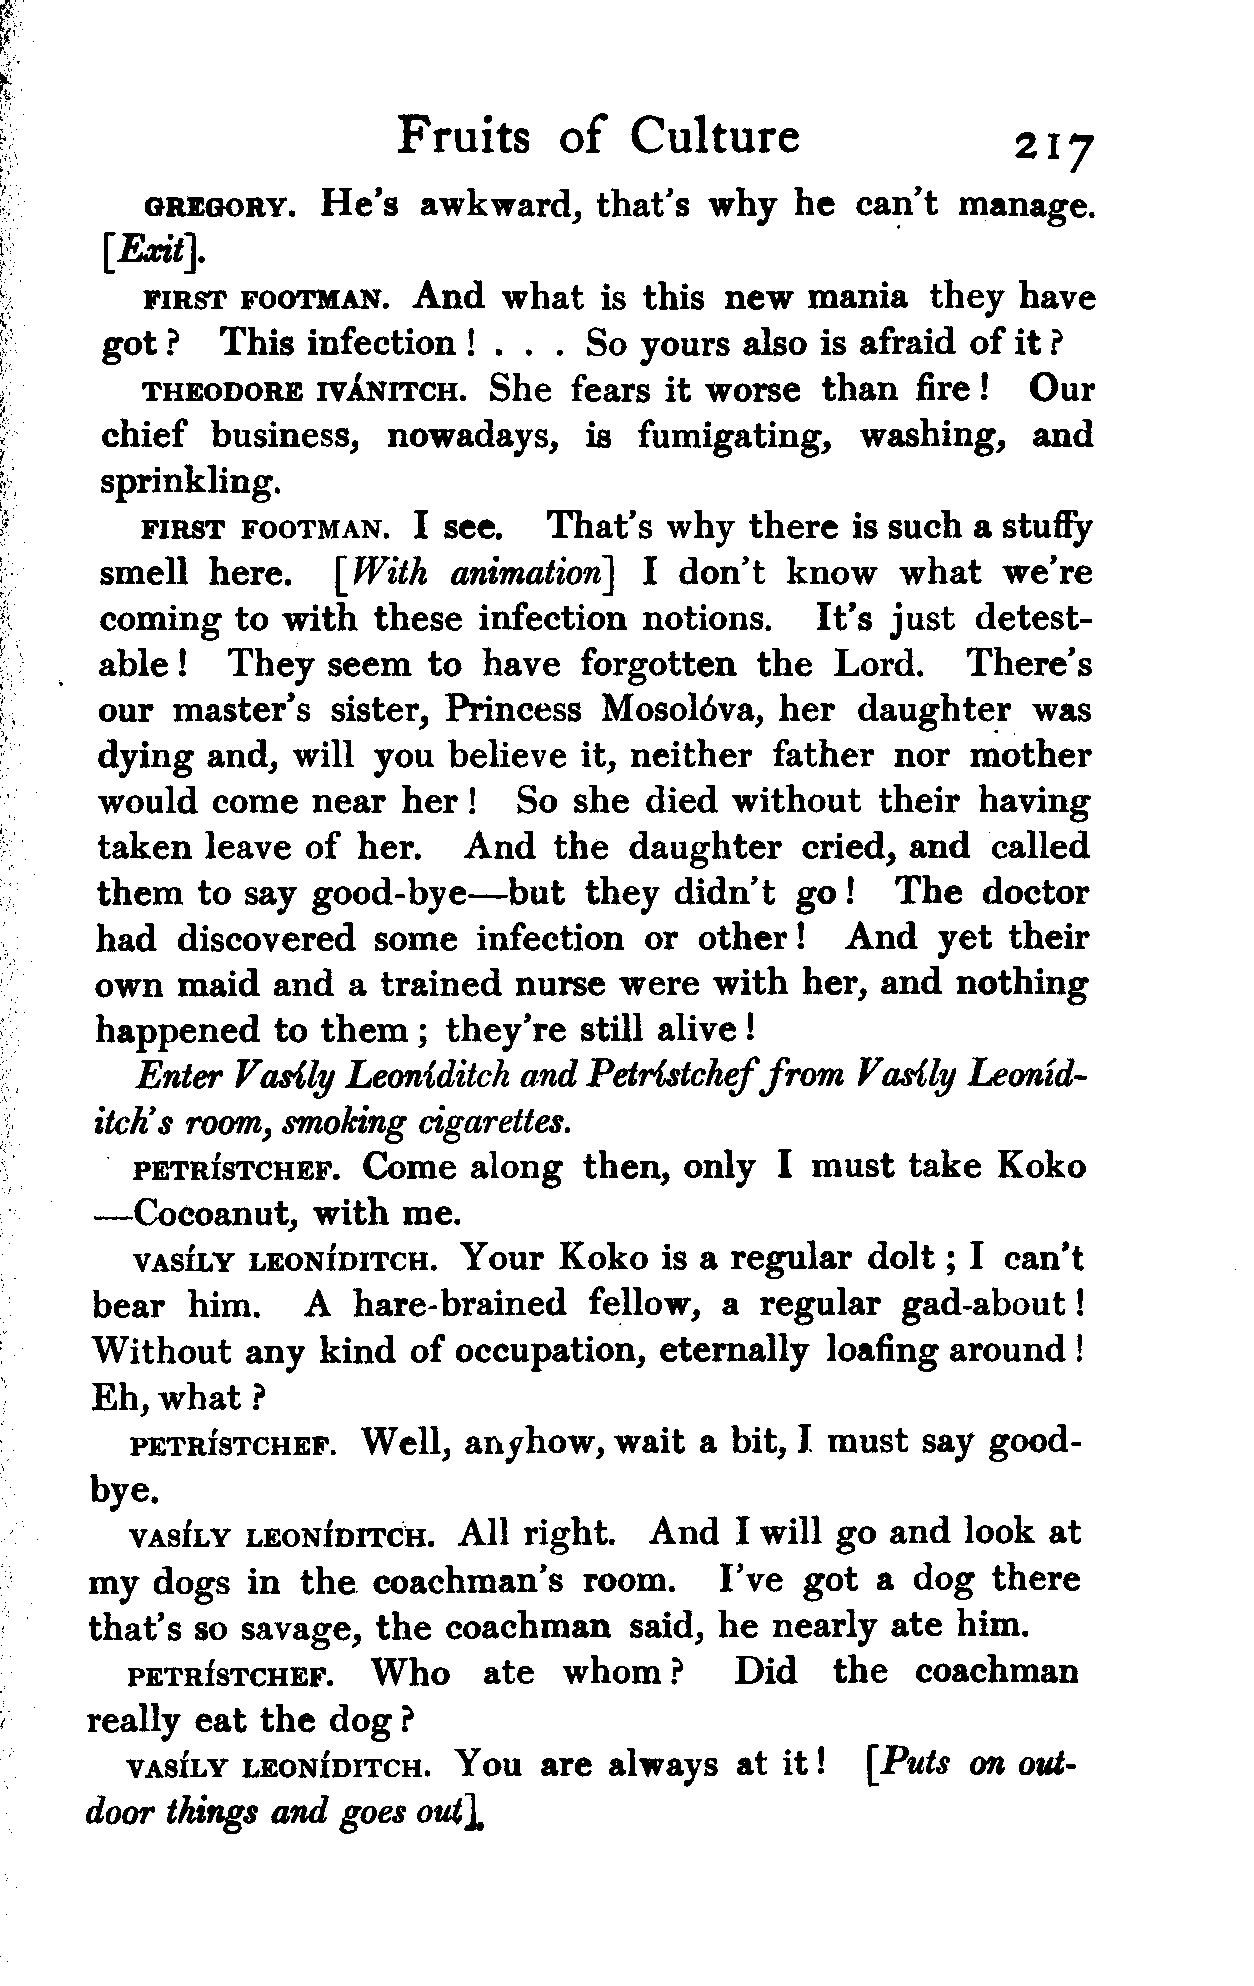 Fruits of Culture 217
GREGORY. He's awkward, that's why he can't manage.
[Exit].
FIRST FOOTMAN. And what is this new mania they have
got? This infection! . . . So yours also is afraid of it?
THEODORE IVÁNITCH. She fears it worse than fire! Our
chief business, nowadays, is fumigating, washing, and
sprinkling.
FIRST FOOTMAN. I see. That's why there is such a stuffy
smell here. [With animation] I don't know what we're
coming to with these infection notions. It's just detest-
able! They seem to have forgotten the Lord. There's
our master's sister, Princess Mosolóva, her daughter was
dying and, will you believe it, neither father nor mother
would come near her! So she died without their having
taken leave of her. And the daughter cried, and called
them to say good-bye—but they didn't go! The doctor
had discovered some infection or other! And yet their
own maid and a trained nurse were with her, and nothing
happened to them; they're still alive!
Enter Vasíly Leoníditch and Petrístchef from Vasíly Leoníd-
itch's room, smoking cigarettes.
PETRÍSTCHEF. Come along then, only I must take Koko
—Cocoanut, with me.
VASÍLY LEONÍDITCH. Your Koko is a regular dolt; I can't
bear him. A hare-brained fellow, a regular gad-about!
Without any kind of occupation, eternally loafing around!
Eh, what?
PETRÍSTCHEF. Well, anyhow, wait a bit, I must say good-
bye.
VASÍLY LEONÍDITCH. All right. And I will go and look at
my dogs in the coachman's room. I've got a dog there
that's so savage, the coachman said, he nearly ate him.
PETRÍSTCHEF. Who ate whom? Did the coachman
really eat the dog?
VASÍLY LEONÍDITCH. You are always at it! [Puts on out-
door things and goes out].